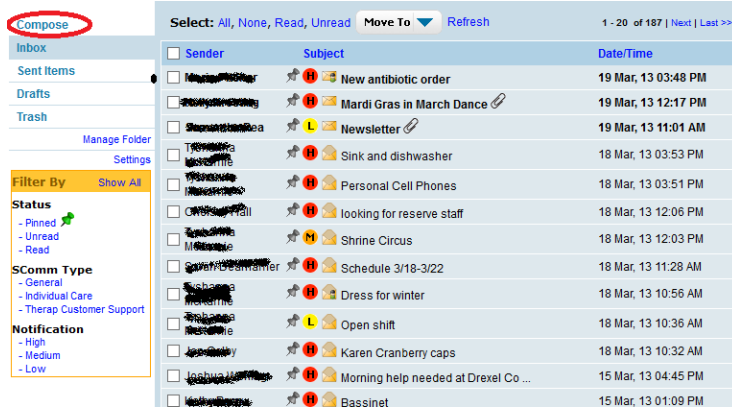 Compose
Inbox
Sent Items
Drafts
Trash
Manage Folder
Settings
Filter By Show All
Status
- Pinned
- Unread
- Read
SComm Type
- General
- Individual Care
- Therap Customer Support
Notification
- High
- Medium
- Low
Select: All, None, Read, Unread Move To Refresh 1 - 20 of 187 | Next | Last >>
Sender Subject Date/Time
H New antibiotic order 19 Mar, 13 03:48 PM
H Mardi Gras in March Dance 19 Mar, 13 12:17 PM
L Newsletter 19 Mar, 13 11:01 AM
H Sink and dishwasher 18 Mar, 13 03:53 PM
H Personal Cell Phones 18 Mar, 13 03:51 PM
H looking for reserve staff 18 Mar, 13 12:06 PM
M Shrine Circus 18 Mar, 13 12:03 PM
H Schedule 3/18-3/22 18 Mar, 13 11:28 AM
H Dress for winter 18 Mar, 13 10:56 AM
L Open shift 18 Mar, 13 10:36 AM
H Karen Cranberry caps 18 Mar, 13 10:32 AM
H Morning help needed at Drexel Co ... 15 Mar, 13 04:45 PM
H Bassinet 15 Mar, 13 01:09 PM